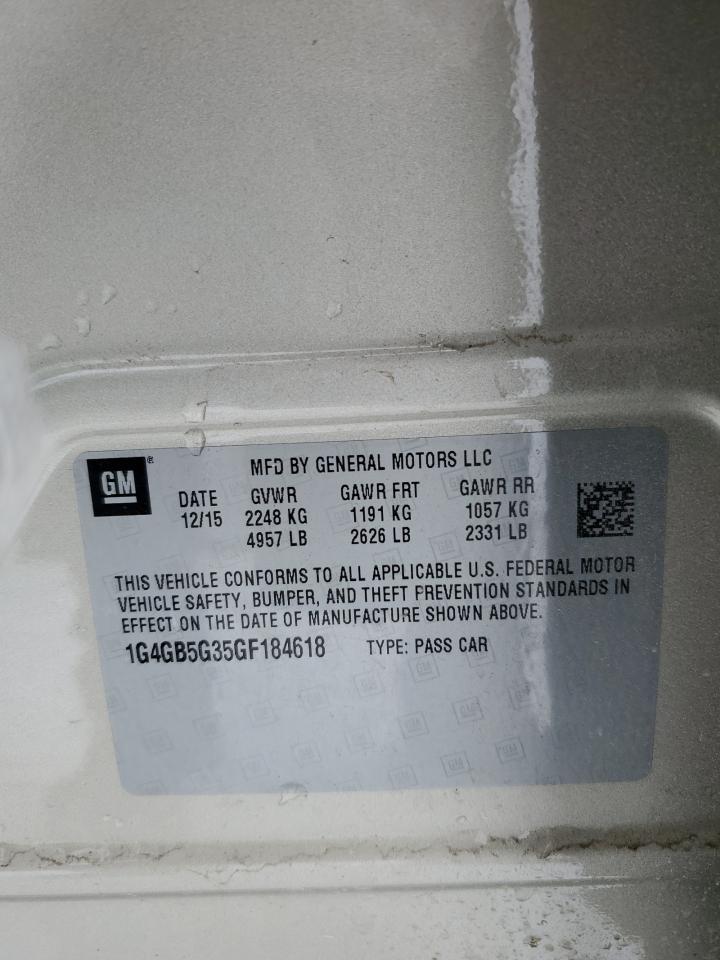 GM®
MFD BY GENERAL MOTORS LLC
DATE GVWR GAWR FRT GAWR RR
12/15 2248 KG 1191 KG 1057 KG
4957 LB 2626 LB 2331 LB
THIS VEHICLE CONFORMS TO ALL APPLICABLE U.S. FEDERAL MOTOR
VEHICLE SAFETY, BUMPER, AND THEFT PREVENTION STANDARDS IN
EFFECT ON THE DATE OF MANUFACTURE SHOWN ABOVE.
1G4GB5G35GF184618 TYPE: PASS CAR